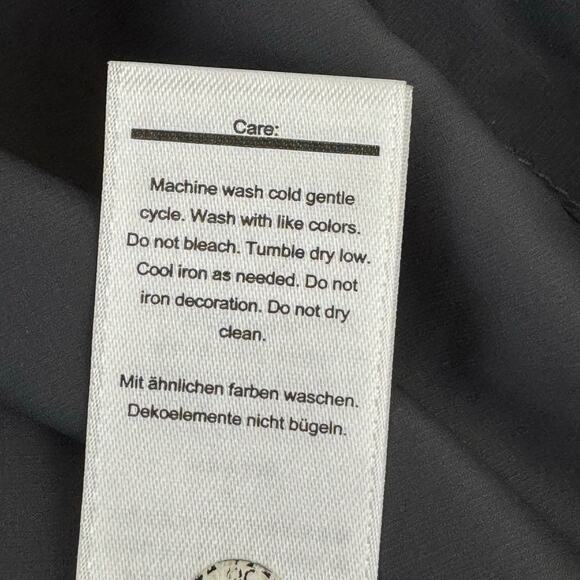 Care:
Machine wash cold gentle
cycle. Wash with like colors.
Do not bleach. Tumble dry low.
Cool iron as needed. Do not
iron decoration. Do not dry
clean.
Mit ähnlichen farben waschen.
Dekoelemente nicht bügeln.